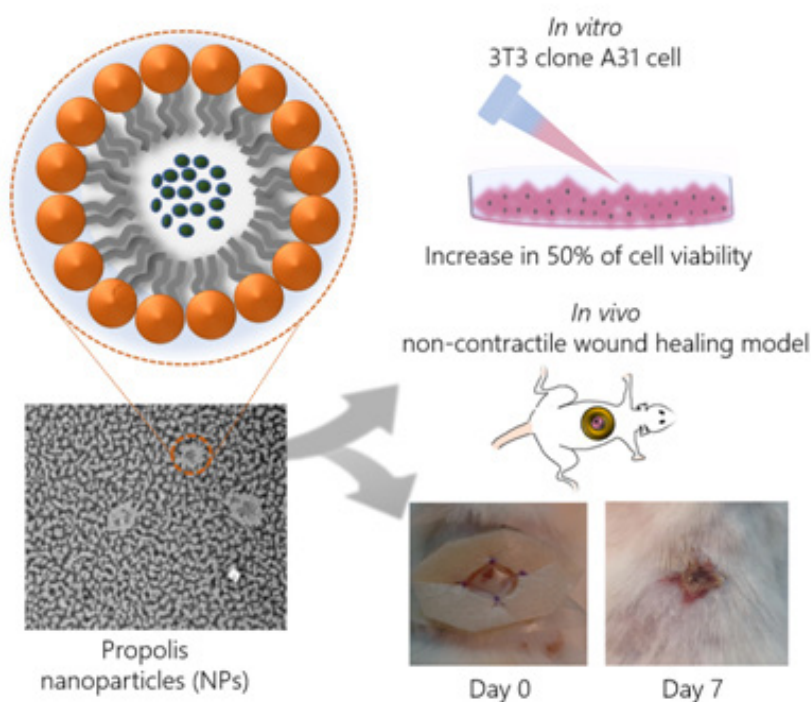 In vitro
3T3 clone A31 cell
Increase in 50% of cell viability
In vivo
non-contractile wound healing model
Propolis
nanoparticles (NPs)
Day 0
Day 7